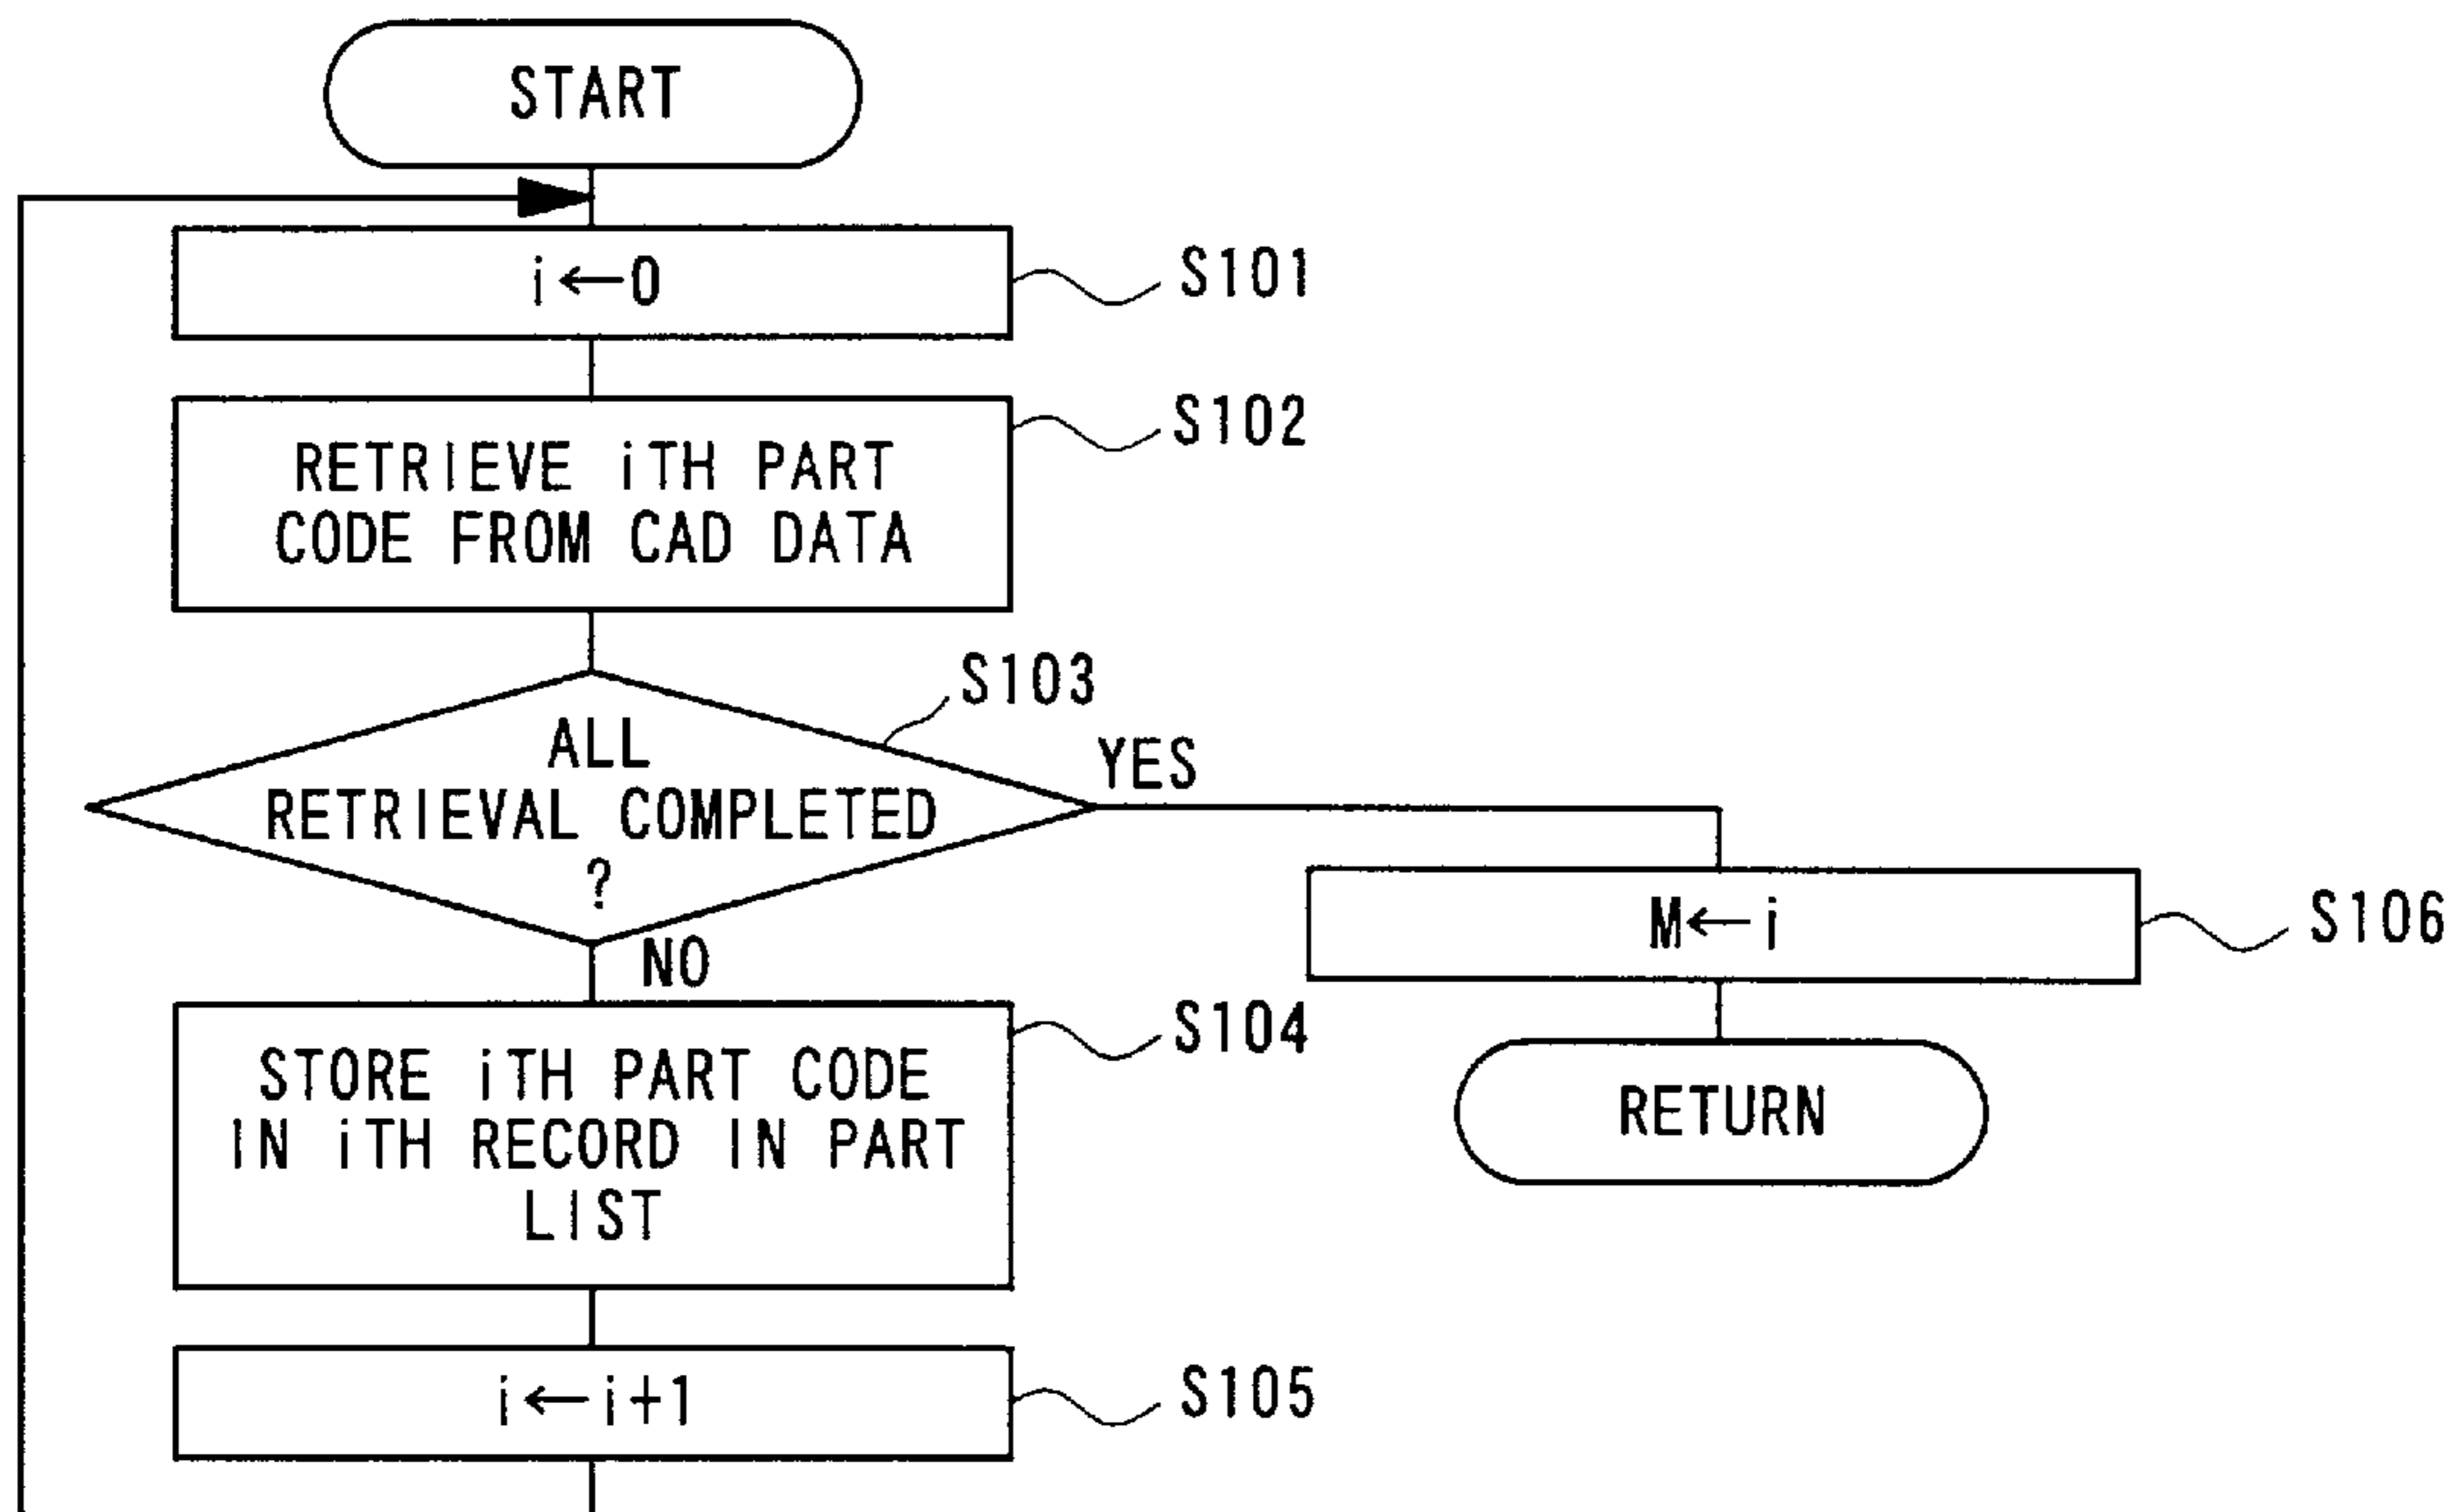 START
i←0
S101
S102
RETRIEVE iTH PART
CODE FROM CAD DATA
S103
ALL
RETRIEVAL COMPLETED
?
YES
NO
M←i
S106
S104
STORE iTH PART CODE
IN iTH RECORD IN PART
LIST
RETURN
i←i+1
S105